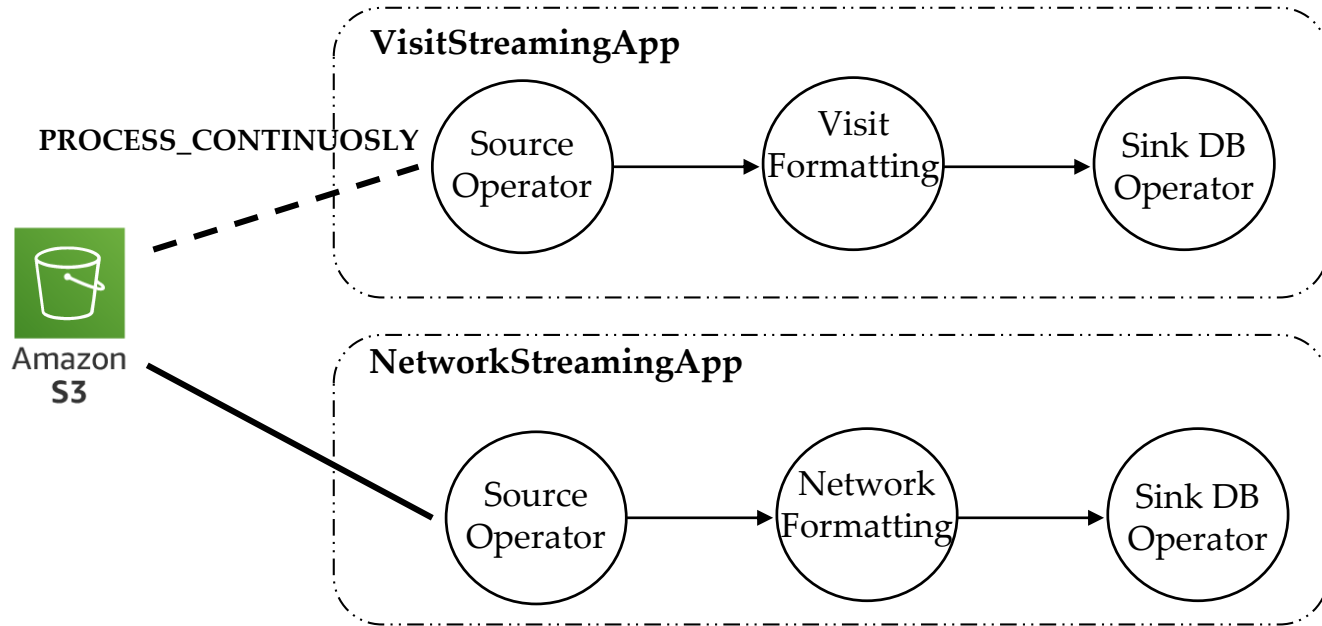 VisitStreamingApp
PROCESS_CONTINUOSLY
Source
Operator
Visit
Formatting
Sink DB
Operator
Amazon
S3
NetworkStreamingApp
Source
Operator
Network
Formatting
Sink DB
Operator